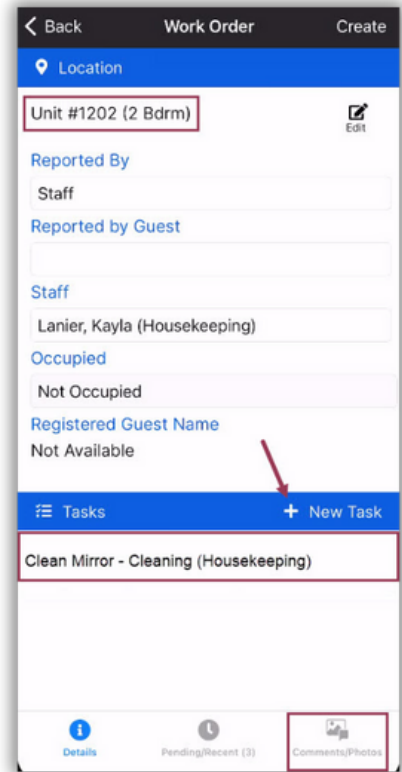 Back Work Order Create
Location
Unit #1202 (2 Bdrm)
Edit
Reported By
Staff
Reported by Guest
Staff
Lanier, Kayla (Housekeeping)
Occupied
Not Occupied
Registered Guest Name
Not Available
Tasks + New Task
Clean Mirror - Cleaning (Housekeeping)
Details Pending/Recent (3) Comments/Photos